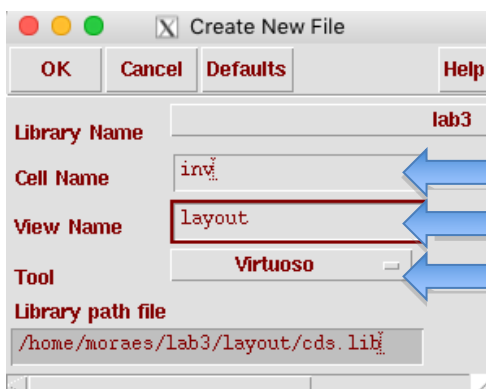 X Create New File
OK Cancel Defaults Help
Library Name lab3
Cell Name inv
View Name layout
Tool Virtuoso
Library path file
/home/moraes/lab3/layout/cds.lib